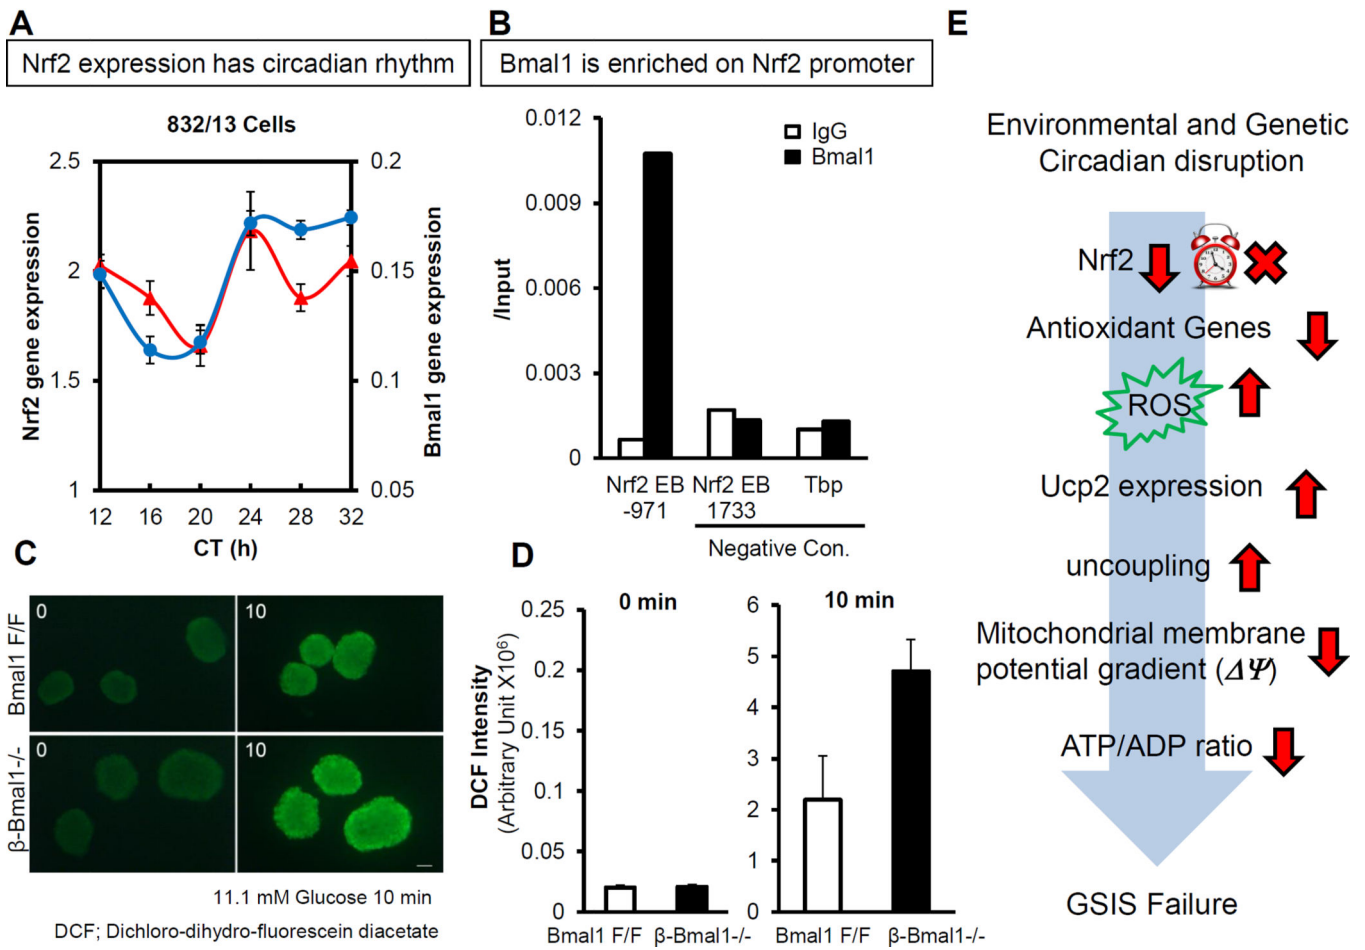 A
Nrf2 expression has circadian rhythm
832/13 Cells
Nrf2 gene expression
2.5
2
1.5
1
0.2
0.15
0.1
0.05
Bmal1 gene expression
12 16 20 24 28 32
CT (h)
B
Bmal1 is enriched on Nrf2 promoter
/Input
0.012
0.009
0.006
0.003
0
IgG
Bmal1
Nrf2 EB Nrf2 EB Tbp
-971 1733
Negative Con.
C
Bmal1 F/F
0 10
β-Bmal1-/-
0 10
11.1 mM Glucose 10 min
DCF; Dichloro-dihydro-fluorescein diacetate
D
DCF Intensity
(Arbitrary Unit X10⁶)
0 min
0.25
0.2
0.15
0.1
0.05
0
Bmal1 F/F β-Bmal1-/-
10 min
6
5
4
3
2
1
0
Bmal1 F/F β-Bmal1-/-
E
Environmental and Genetic
Circadian disruption
Nrf2
Antioxidant Genes
ROS
Ucp2 expression
uncoupling
Mitochondrial membrane
potential gradient (ΔΨ)
ATP/ADP ratio
GSIS Failure